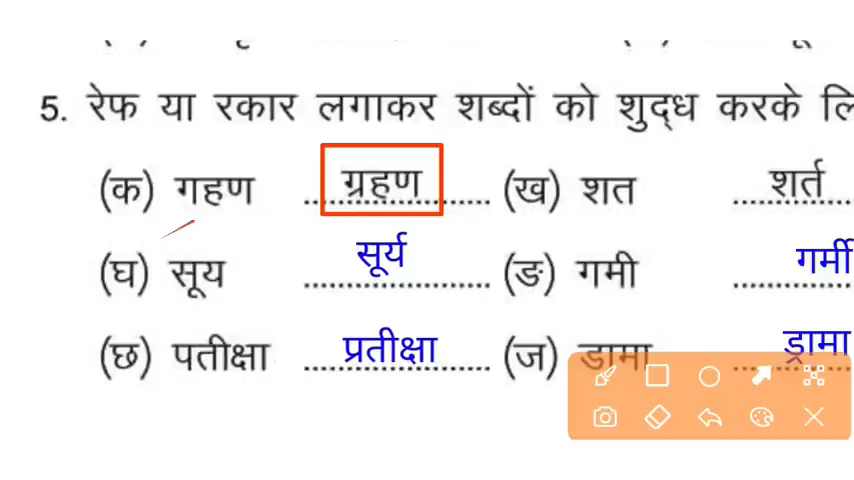 5. रेफ या रकार लगाकर शब्दों को शुद्ध करके
(क) गहण ग्रहण (ख) शत शर्त
(घ) सूय सूर्य (ङ) गमी गर्मी
(छ) पतीक्षा प्रतीक्षा (ज) डामा ड्रामा